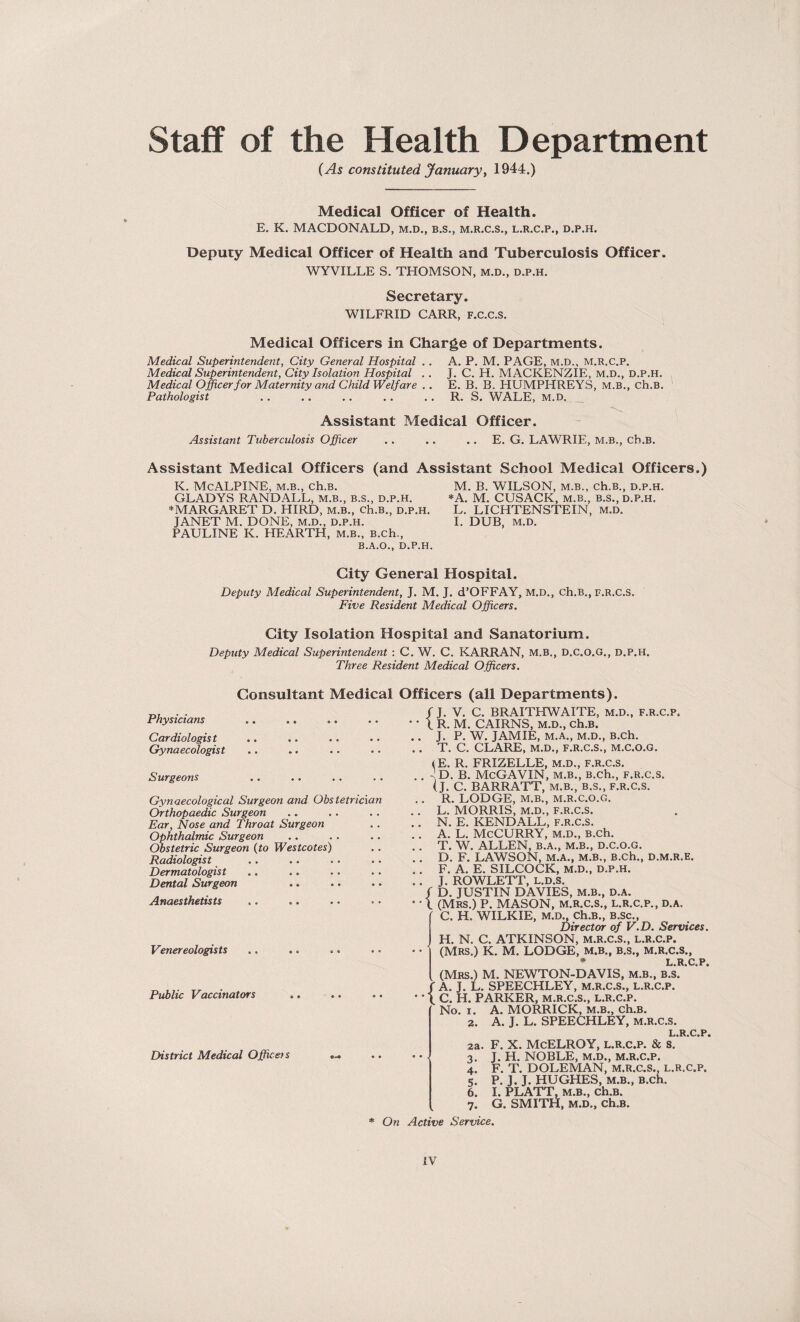 Staff of the Health Department
(As constituted January, 1944.)
Medical Officer of Health.
E. K. MACDONALD, M.D., B.S., M.R.C.S., L.R.C.P., D.P.H.
Deputy Medical Officer of Health and Tuberculosis Officer.
WYVILLE S. THOMSON, M.D., D.P.H.
Secretary.
WILFRID CARR, F.C.C.S.
Medical Officers in Charge of Departments.
Medical Superintendent, City General Hospital .. A. P. M. PAGE, M.D., M.R.C.P.
Medical Superintendent, City Isolation Hospital .. J. C. H. MACKENZIE, M.D., D.P.H.
Medical Officer for Maternity and Child Welfare .. E. B. B. HUMPHREYS, M.B., Ch.B.
Pathologist .. .. .. .. .. R. S. WALE, M.D.
Assistant Medical Officer.
Assistant Tuberculosis Officer .. .. .. E. G. LAWRIE, M.B., Ch.B.
Assistant Medical Officers (and Assistant School Medical Officers.)
K. McALPINE, M.B., Ch.B.
GLADYS RANDALL, M.B., B.S., D.P.H.
*MARGARET D. HIRD, M.B., Ch.B., D.P.H.
JANET M. DONE, M.D., D.P.H.
PAULINE K. HEARTH, M.B., B.Ch.,
B.A.O., D.P.H.
M. B. WILSON, M.B., Ch.B., D.P.H.
*A. M. CUSACK, M.B., B.S., D.P.H.
L. LICHTENSTEIN, M.D.
I. DUB, M.D.
City General Hospital.
Deputy Medical Superintendent, J. M. J. d'OFFAY, M.D., Ch.B., F.R.C.S.
Five Resident Medical Officers.
City Isolation Hospital and Sanatorium.
Deputy Medical Superintendent : C. W. C. KARRAN, M.B., D.C.O.G., D.P.H.
Three Resident Medical Officers.
Consultant Medical Officers (all Departments).
Physicians .. .. .. .. .. { J. V. C. BRAITHWAITE, M.D., F.R.C.P.
R. M. CAIRNS, M.D., Ch.B.
Cardiologist .. .. .. .. .. J. P. W. JAMIE, M.A., M.D., B.Ch.
Gynaecologist .. .. .. .. .. T. C. CLARE, M.D., F.R.C.S., M.C.O.G.
Surgeons .. .. .. .. .. { E. R. FRIZELLE, M.D., F.R.C.S.
D. B. McGAVIN, M.B., B.Ch., F.R.C.S.
J. C. BARRATT, M.B., B.S., F.R.C.S.
Gynaecological Surgeon and Obstetrician .. R. LODGE, M.B., M.R.C.O.G.
Orthopaedic Surgeon .. .. .. .. L. MORRIS, M.D., F.R.C.S.
Ear, Nose and Throat Surgeon .. .. N. E. KENDALL, F.R.C.S.
Ophthalmic Surgeon .. .. .. .. A. L. McCURRY, M.D., B.Ch.
Obstetric Surgeon (to Westcotes) .. .. T. W. ALLEN, B.A., M.B., D.C.O.G.
Radiologist .. .. .. .. .. D. F. LAWSON, M.A., M.B., B.Ch., D.M.R.E.
Dermatologist .. .. .. .. .. F. A. E. SILCOCK, M.D., D.P.H.
Dental Surgeon .. .. .. .. J. ROWLETT, L.D.S.
Anaesthetists .. .. .. .. .. { D. JUSTIN DAVIES, M.B., D.A.
(MRS.) P. MASON, M.R.C.S., L.R.C.P., D.A.
Venereologists .. .. .. .. .. { C. H. WILKIE, M.D., Ch.B., B.Sc.,
Director of V.D. Services.
H. N. C. ATKINSON, M.R.C.S., L.R.C.P.
(MRS.) K. M. LODGE, M.B., B.S., M.R.C.S.,
* L.R.C.P.
(MRS.) M. NEWTON-DAVIS, M.B., B.S.
Public Vaccinators .. .. .. .. { A. J. L. SPEECHLEY, M.R.C.S., L.R.C.P.
C. H. PARKER, M.R.C.S., L.R.C.P.
District Medical Officers .. .. .. { No. 1. A. MORRICK, M.B., Ch.B.
2. A. J. L. SPEECHLEY, M.R.C.S.
L.R.C.P.
2a. F. X. McELROY, L.R.C.P. & S.
3. J. H. NOBLE, M.D., M.R.C.P.
4. F. T. DOLEMAN, M.R.C.S., L.R.C.P.
5. P. J. J. HUGHES, M.B., B.Ch.
6. I. PLATT, M.B., Ch.B.
7. G. SMITH, M.D., Ch.B.
* On Active Service.
IV